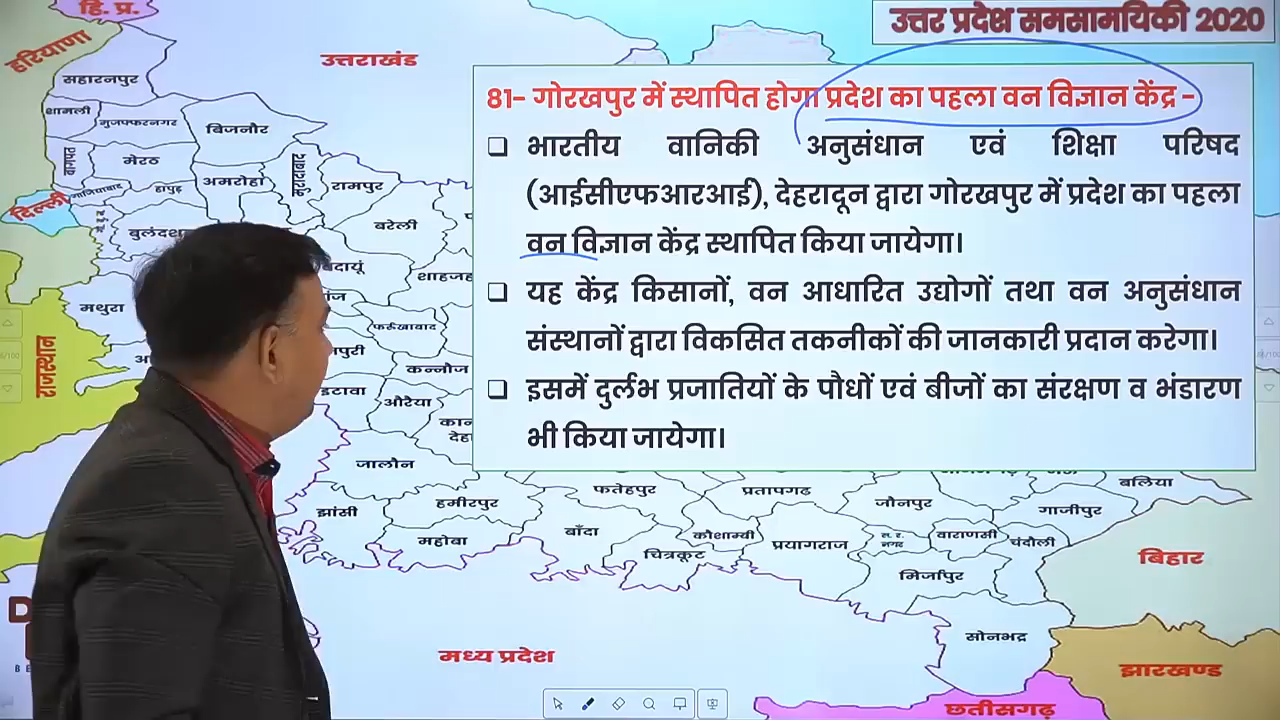 हि. प्र.
उत्तर प्रदेश समसामयिकी 2020
हरियाणा
उत्तराखंड
सहारनपुर
81- गोरखपुर में स्थापित होगा प्रदेश का पहला वन विज्ञान केंद्र -
शामली
मुजफ्फरनगर
बिजनौर
भारतीय वानिकी अनुसंधान एवं शिक्षा परिषद
बागपत
मेरठ
मुरादाबाद
अमरोहा
रामपुर
(आईसीएफआरआई), देहरादून द्वारा गोरखपुर में प्रदेश का पहला
दिल्ली
गाजियाबाद
हापुड़
बरेली
वन विज्ञान केंद्र स्थापित किया जायेगा।
बुलंदश
बदायूं
शाहजह
यह केंद्र किसानों, वन आधारित उद्योगों तथा वन अनुसंधान
मथुरा
फर्रुखाबाद
संस्थानों द्वारा विकसित तकनीकों की जानकारी प्रदान करेगा।
राजस्थान
कन्नौज
इटावा
औरैया
इसमें दुर्लभ प्रजातियों के पौधों एवं बीजों का संरक्षण व भंडारण
कान
देह
भी किया जायेगा।
जालौन
बलिया
झांसी
हमीरपुर
फतेहपुर
प्रतापगढ़
जौनपुर
गाजीपुर
महोबा
बाँदा
कौशाम्बी
प्रयागराज
वाराणसी
चंदौली
चित्रकूट
मिर्जापुर
बिहार
सोनभद्र
मध्य प्रदेश
झारखण्ड
छतीसगढ़